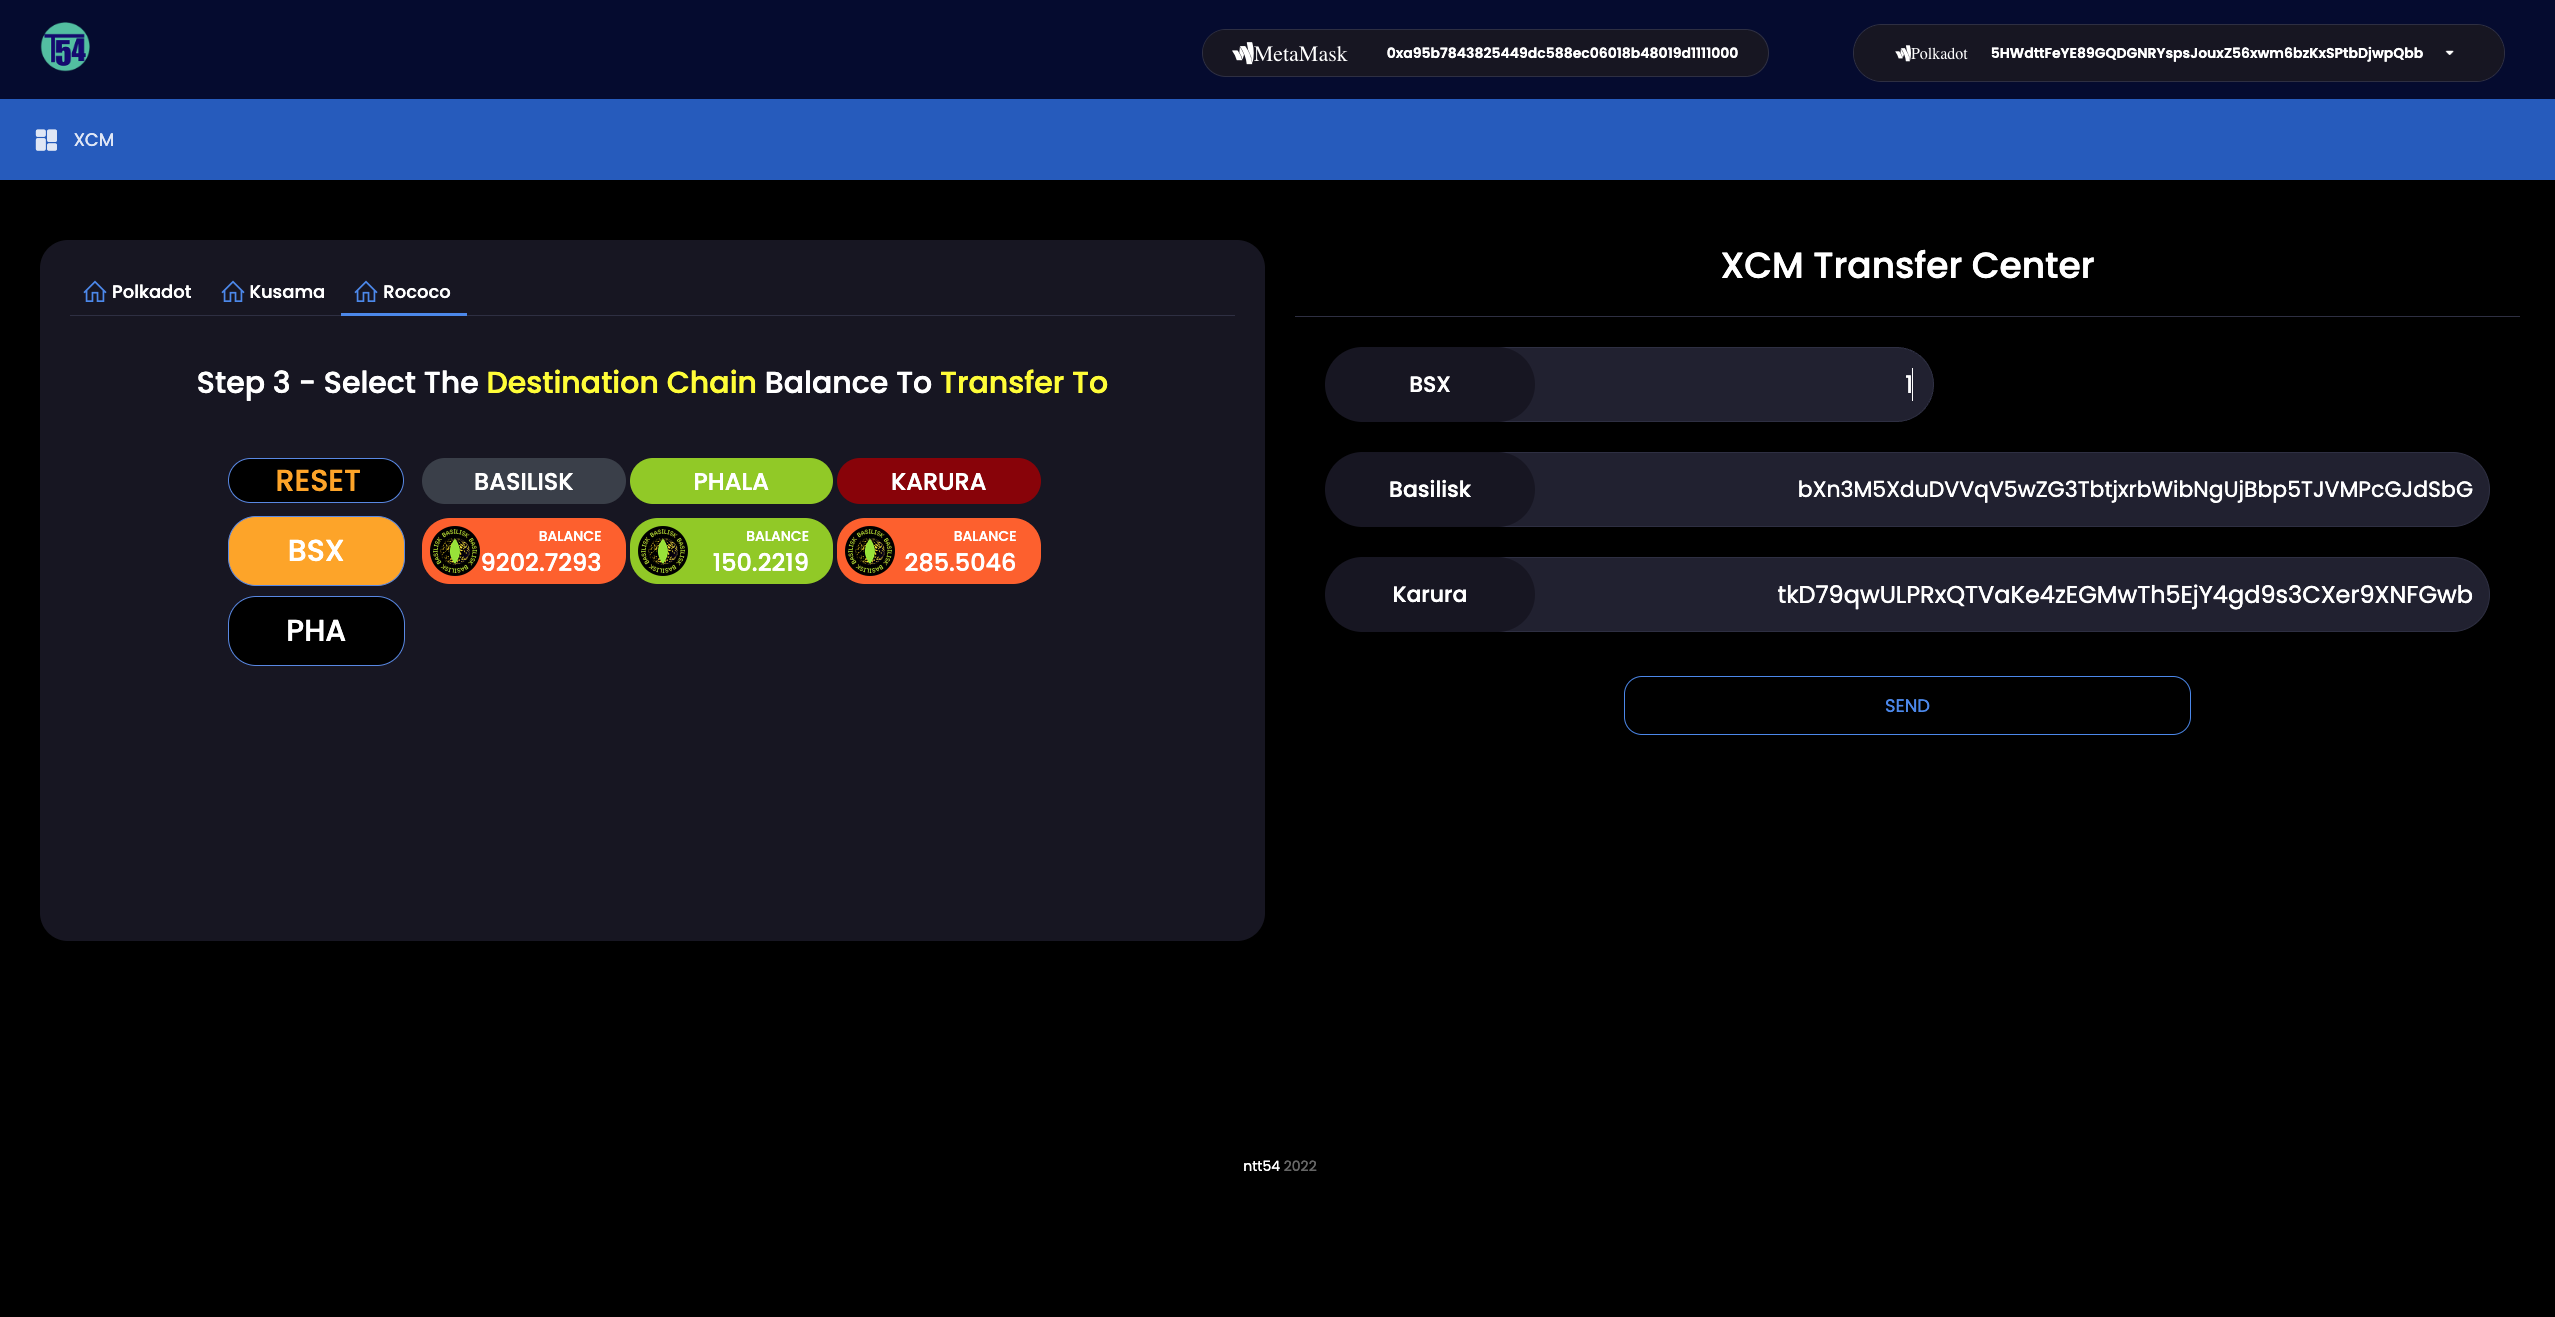 T54
MetaMask 0xa95b7843825449dc588ec06018b48019d1111000
Polkadot 5HWdttFeYE89GQDGNRYspsJouxZ56xwm6bzKxSPtbDjwpQbb
XCM
Polkadot Kusama Rococo
Step 3 - Select The Destination Chain Balance To Transfer To
RESET BASILISK PHALA KARURA
BSX
BALANCE
9202.7293
BALANCE
150.2219
BALANCE
285.5046
PHA
XCM Transfer Center
BSX 1
Basilisk bXn3M5XduDVVqV5wZG3TbtjxrbWibNgUjBbp5TJVMPcGJdSbG
Karura tkD79qwULPRxQTVaKe4zEGMwTh5EjY4gd9s3CXer9XNFGwb
SEND
ntt54 2022